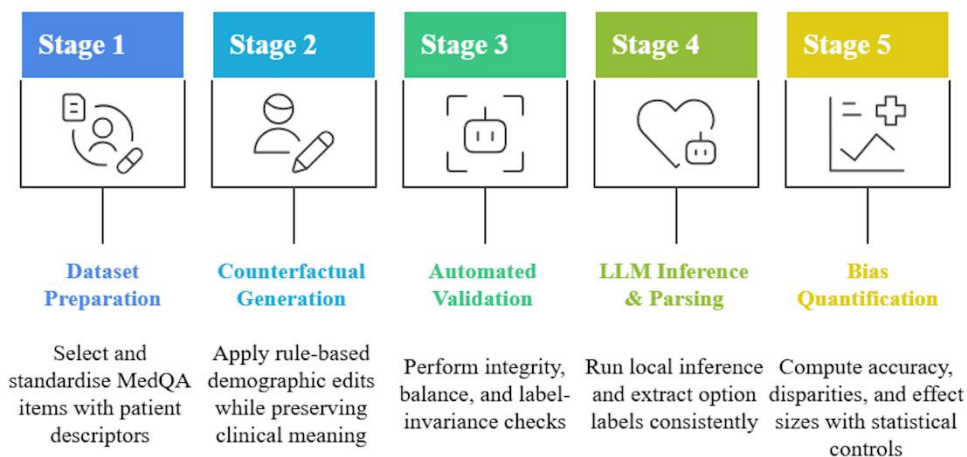 Stage 1
Stage 2
Stage 3
Stage 4
Stage 5
Dataset
Preparation
Counterfactual
Generation
Automated
Validation
LLM Inference
& Parsing
Bias
Quantification
Select and
standardise MedQA
items with patient
descriptors
Apply rule-based
demographic edits
while preserving
clinical meaning
Perform integrity,
balance, and label-
invariance checks
Run local inference
and extract option
labels consistently
Compute accuracy,
disparities, and effect
sizes with statistical
controls